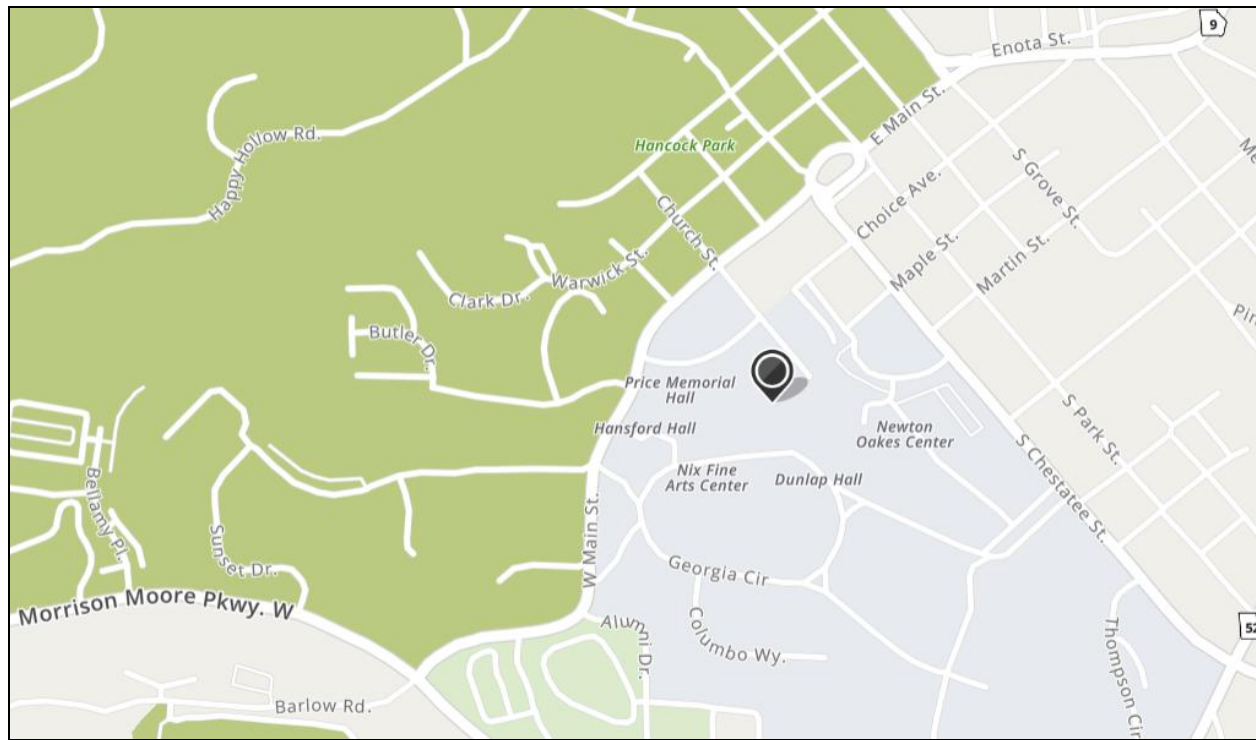 9
Enota St.
E Main St.
Happy Hollow Rd.
Hancock Park
S Grove St.
Choice Ave.
Church St.
Maple St.
Martin St.
Warwick St.
Clark Dr.
Butler Dr.
Price Memorial
Hall
Hansford Hall
Newton
Oakes Center
S Park St.
Nix Fine
Arts Center
Dunlap Hall
S Chestatee St.
Bellamy Pl.
W Main St.
Sunset Dr.
Georgia Cir
Morrison Moore Pkwy. W
Alumni Dr.
Columbo Wy.
Thompson Cir
52
Barlow Rd.